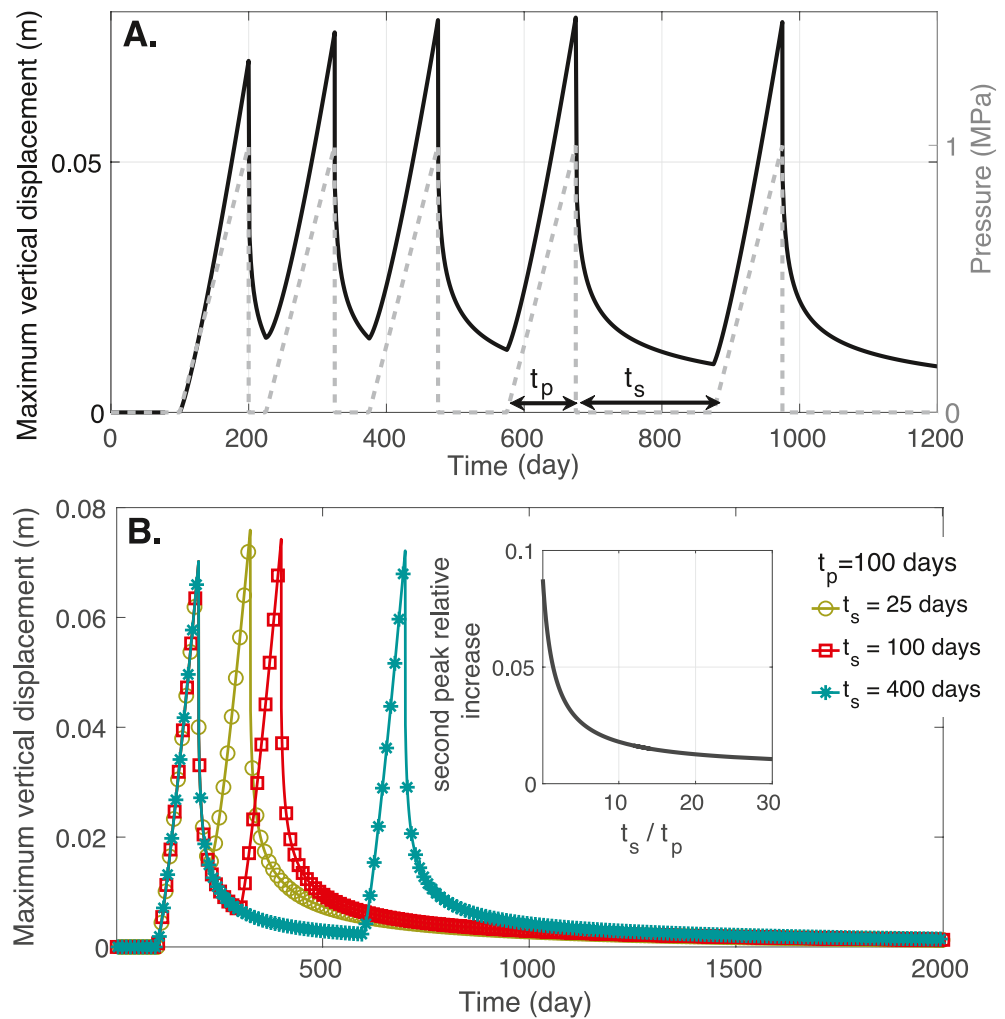 A.
Maximum vertical displacement (m)
0.05
0
Pressure (MPa)
1
0
t_p
t_s
0 200 400 600 800 1000 1200
Time (day)
B.
Maximum vertical displacement (m)
0.08
0.06
0.04
0.02
0
500 1000 1500 2000
Time (day)
second peak relative
increase
0.1
0.05
0
0 10 20 30
t_s / t_p
t_p=100 days
t_s = 25 days
t_s = 100 days
t_s = 400 days